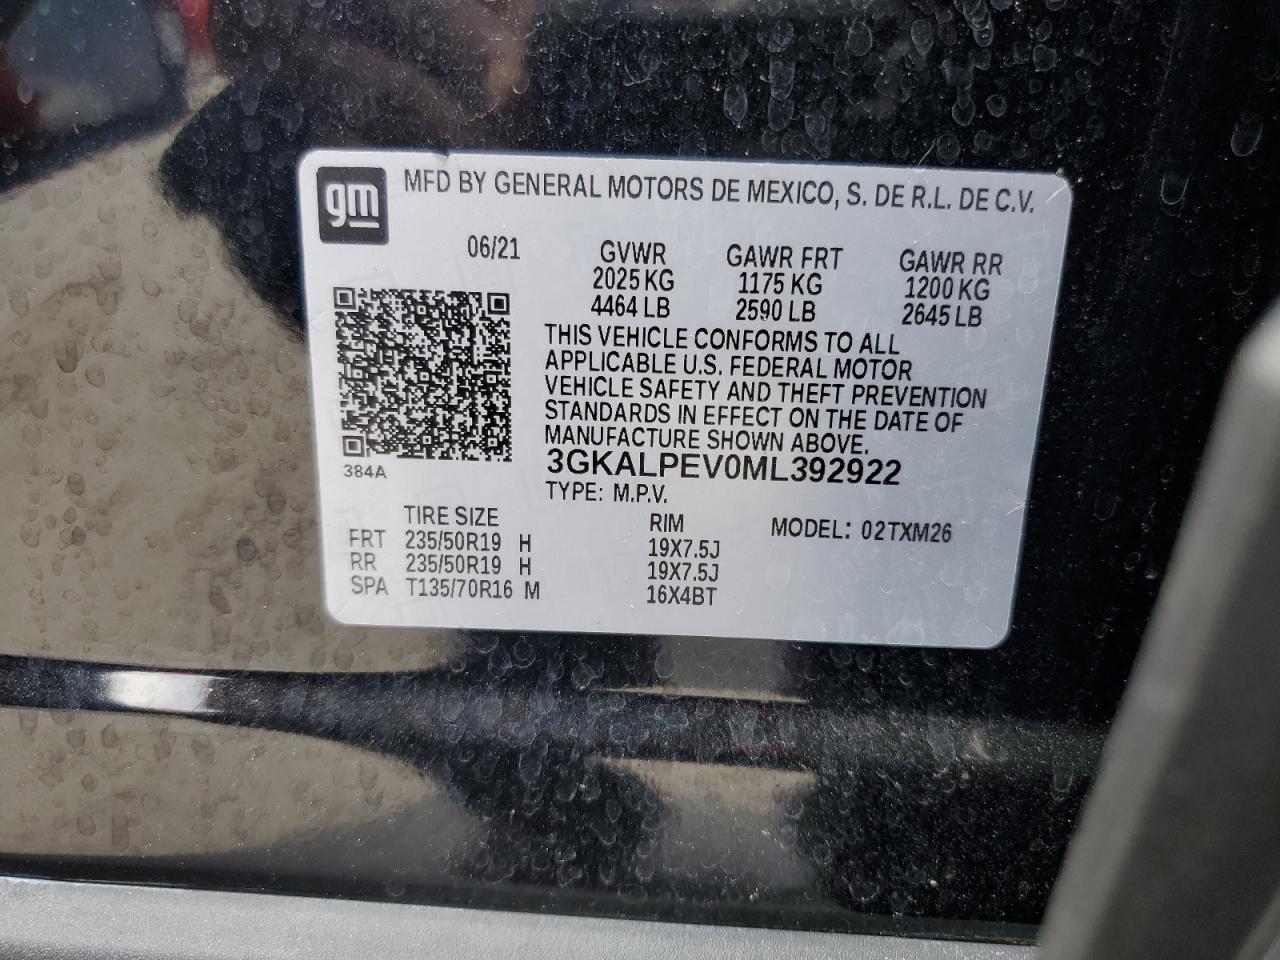 gm MFD BY GENERAL MOTORS DE MEXICO, S. DE R.L. DE C.V.
06/21 GVWR GAWR FRT GAWR RR
2025 KG 1175 KG 1200 KG
4464 LB 2590 LB 2645 LB
THIS VEHICLE CONFORMS TO ALL
APPLICABLE U.S. FEDERAL MOTOR
VEHICLE SAFETY AND THEFT PREVENTION
STANDARDS IN EFFECT ON THE DATE OF
MANUFACTURE SHOWN ABOVE.
384A 3GKALPEV0ML392922
TYPE: M.P.V.
TIRE SIZE RIM MODEL: 02TXM26
FRT 235/50R19 H 19X7.5J
RR 235/50R19 H 19X7.5J
SPA T135/70R16 M 16X4BT